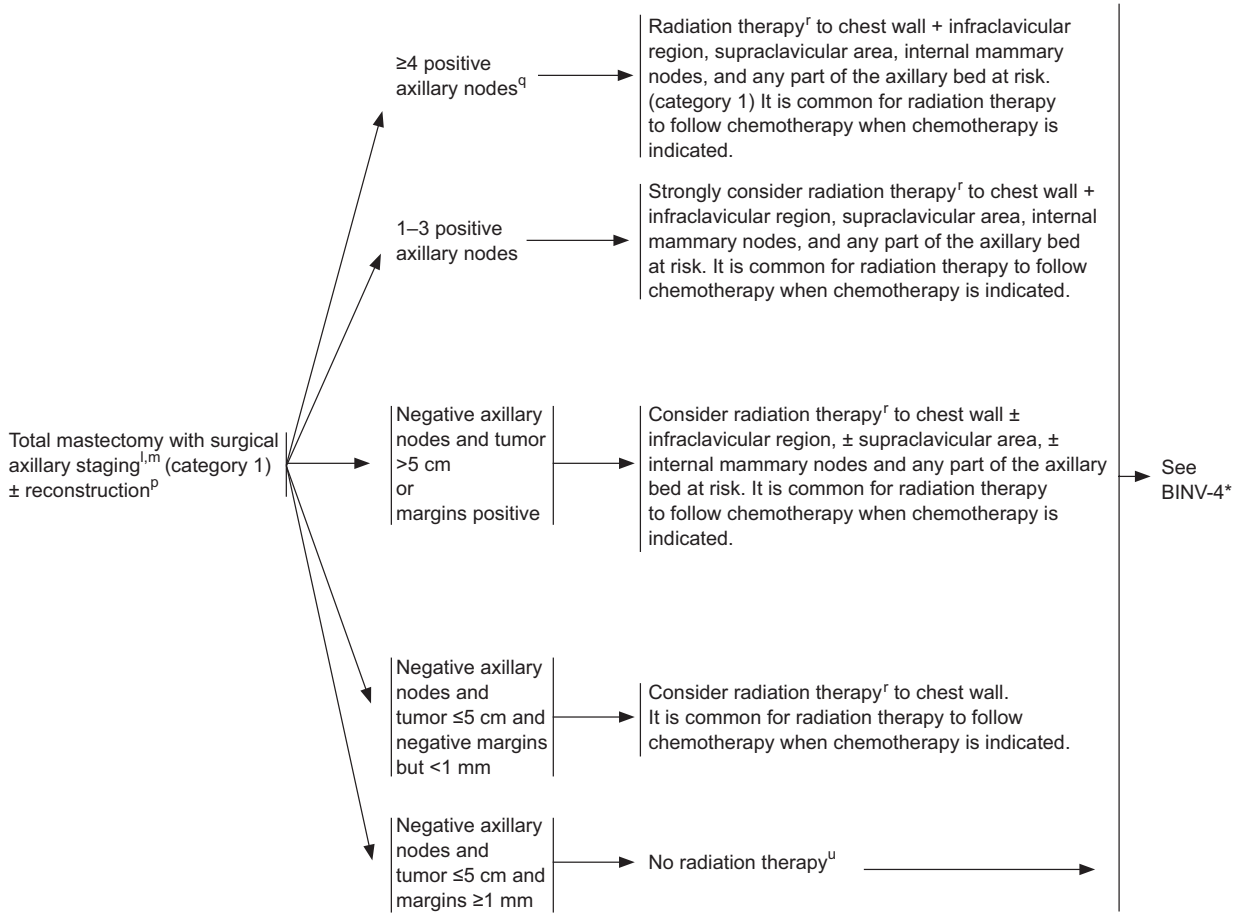 ≥4 positive
axillary nodesq
Radiation therapyr to chest wall + infraclavicular
region, supraclavicular area, internal mammary
nodes, and any part of the axillary bed at risk.
(category 1) It is common for radiation therapy
to follow chemotherapy when chemotherapy is
indicated.
1–3 positive
axillary nodes
Strongly consider radiation therapyr to chest wall +
infraclavicular region, supraclavicular area, internal
mammary nodes, and any part of the axillary bed
at risk. It is common for radiation therapy to follow
chemotherapy when chemotherapy is indicated.
Total mastectomy with surgical
axillary stagingl,m (category 1)
± reconstructionp
Negative axillary
nodes and tumor
>5 cm
or
margins positive
Consider radiation therapyr to chest wall ±
infraclavicular region, ± supraclavicular area, ±
internal mammary nodes and any part of the axillary
bed at risk. It is common for radiation therapy
to follow chemotherapy when chemotherapy is
indicated.
See
BINV-4*
Negative axillary
nodes and
tumor ≤5 cm and
negative margins
but <1 mm
Consider radiation therapyr to chest wall.
It is common for radiation therapy to follow
chemotherapy when chemotherapy is indicated.
Negative axillary
nodes and
tumor ≤5 cm and
margins ≥1 mm
No radiation therapyu